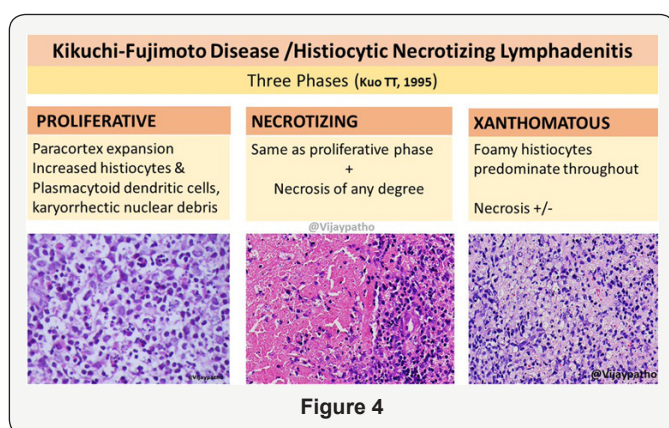 Kikuchi-Fujimoto Disease /Histiocytic Necrotizing Lymphadenitis
Three Phases (Kuo TT, 1995)
PROLIFERATIVE
Paracortex expansion
Increased histiocytes &
Plasmacytoid dendritic cells,
karyorrhectic nuclear debris
NECROTIZING
Same as proliferative phase
+
Necrosis of any degree
XANTHOMATOUS
Foamy histiocytes
predominate throughout
Necrosis +/-
@Vijaypatho
@Vijaypatho
@Vijaypatho
Figure 4